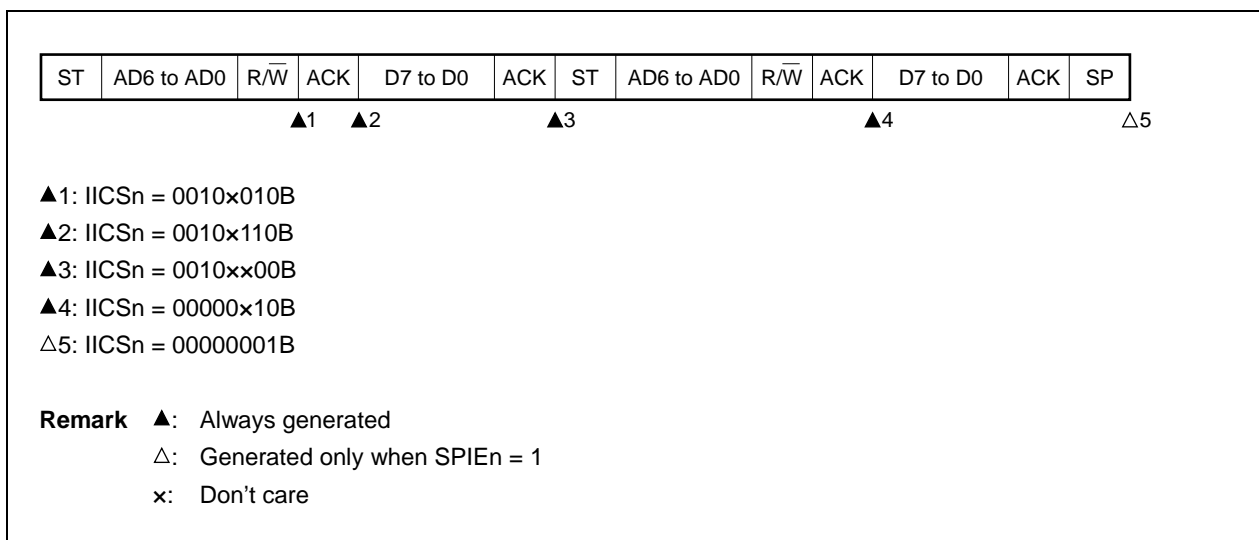 ST AD6 to AD0 R/W̅ ACK D7 to D0 ACK ST AD6 to AD0 R/W̅ ACK D7 to D0 ACK SP
▲1 ▲2 ▲3 ▲4 △5
▲1: IICSn = 0010×010B
▲2: IICSn = 0010×110B
▲3: IICSn = 0010××00B
▲4: IICSn = 00000×10B
△5: IICSn = 00000001B
Remark ▲: Always generated
△: Generated only when SPIEn = 1
×: Don't care